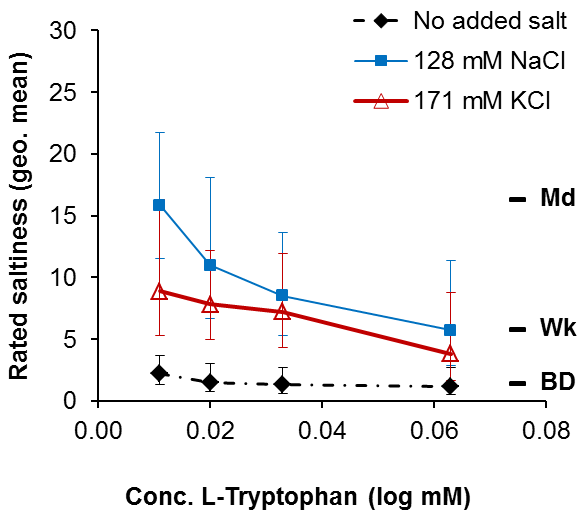 No added salt
128 mM NaCl
171 mM KCl
Rated saltiness (geo. mean)
30
25
20
15
10
5
0
Md
Wk
BD
0.00 0.02 0.04 0.06 0.08
Conc. L-Tryptophan (log mM)